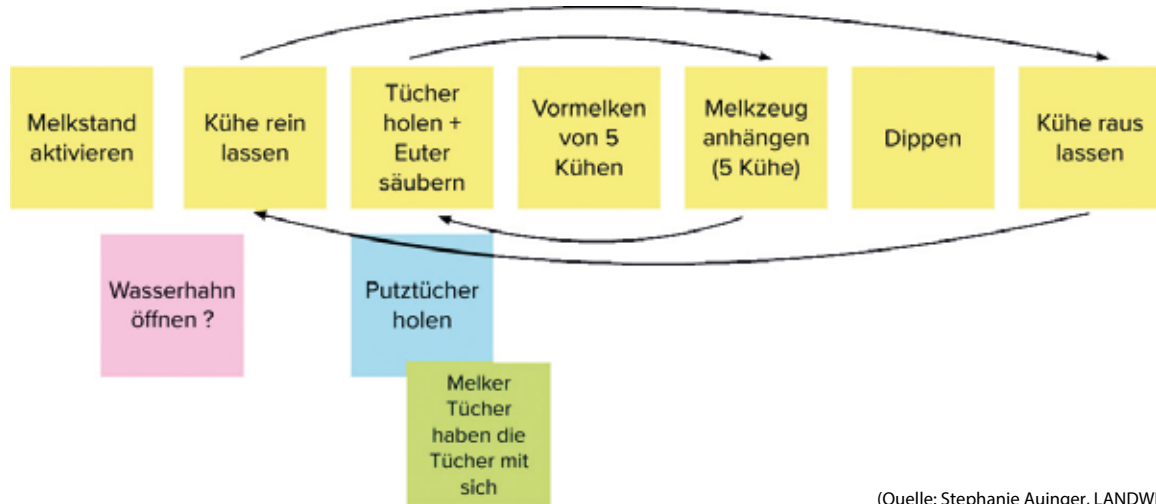 Melkstand
aktivieren
Kühe rein
lassen
Tücher
holen +
Euter
säubern
Vormelken
von 5
Kühen
Melkzeug
anhängen
(5 Kühe)
Dippen
Kühe raus
lassen
Wasserhahn
öffnen ?
Putztücher
holen
Melker
Tücher
haben die
Tücher mit
sich
(Quelle: Stephanie Auinger,